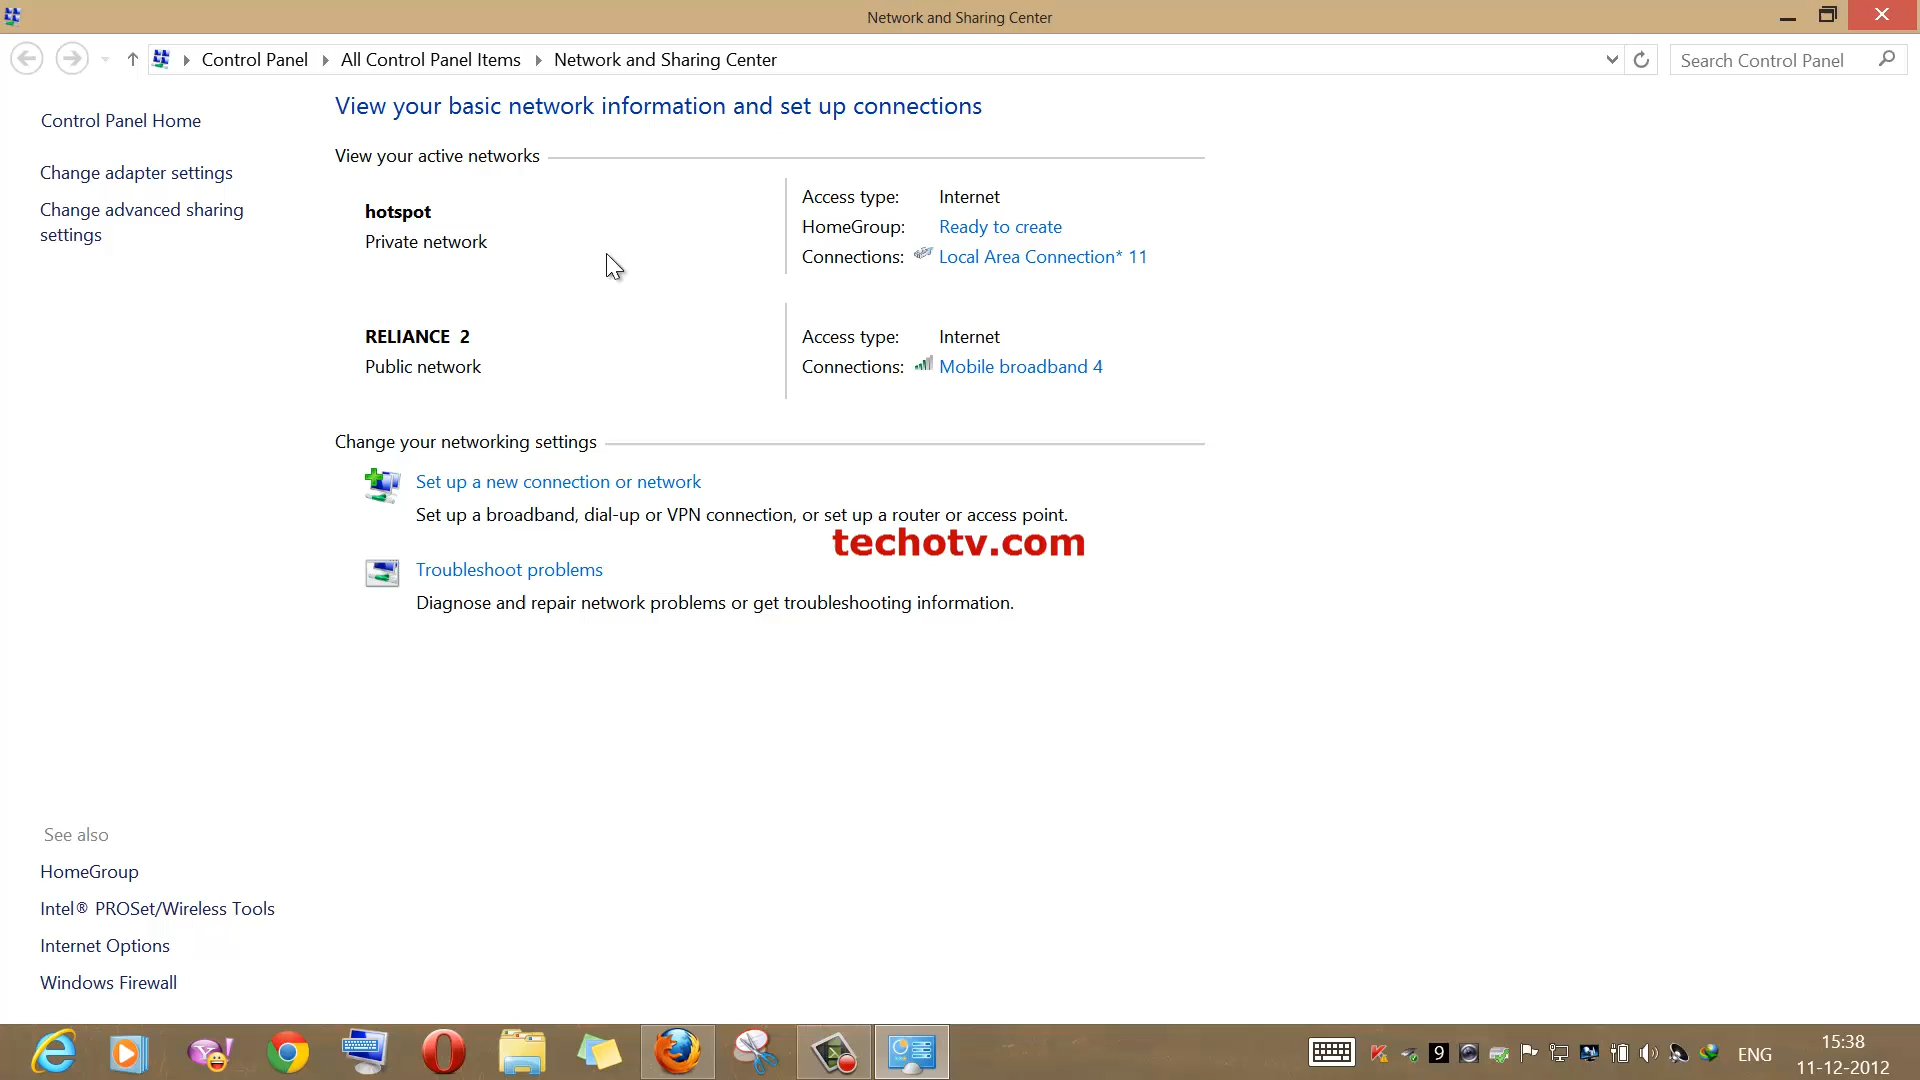 Network and Sharing Center
Control Panel All Control Panel Items Network and Sharing Center
Search Control Panel
Control Panel Home
Change adapter settings
Change advanced sharing
settings
View your basic network information and set up connections
View your active networks
hotspot
Private network
Access type: Internet
HomeGroup: Ready to create
Connections: Local Area Connection* 11
RELIANCE  2
Public network
Access type: Internet
Connections: Mobile broadband 4
Change your networking settings
Set up a new connection or network
Set up a broadband, dial-up or VPN connection, or set up a router or access point.
techotv.com
Troubleshoot problems
Diagnose and repair network problems or get troubleshooting information.
See also
HomeGroup
Intel® PROSet/Wireless Tools
Internet Options
Windows Firewall
9
ENG
15:38
11-12-2012